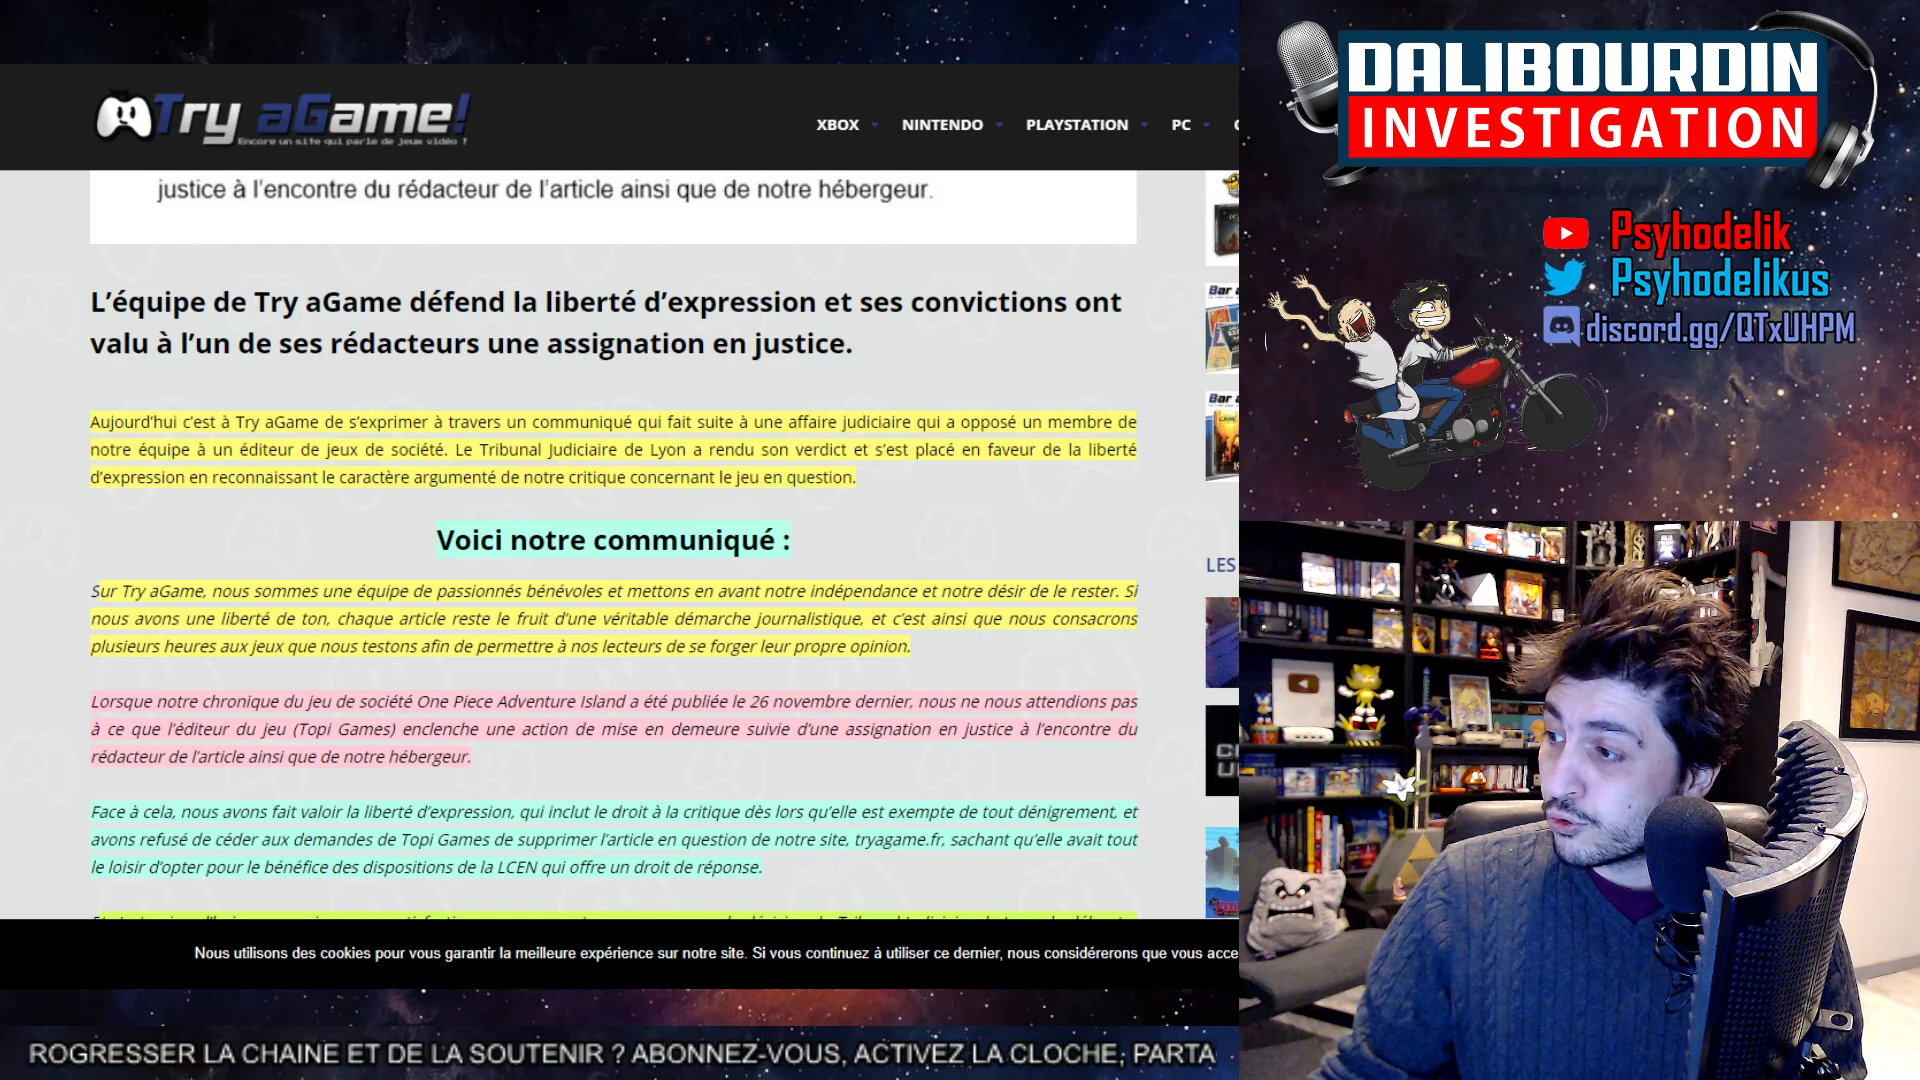 Try aGame!
Encore un site qui parle de jeux vidéo !
XBOX
NINTENDO
PLAYSTATION
PC
justice à l'encontre du rédacteur de l'article ainsi que de notre hébergeur.
L'équipe de Try aGame défend la liberté d'expression et ses convictions ont
valu à l'un de ses rédacteurs une assignation en justice.
Aujourd'hui c'est à Try aGame de s'exprimer à travers un communiqué qui fait suite à une affaire judiciaire qui a opposé un membre de
notre équipe à un éditeur de jeux de société. Le Tribunal Judiciaire de Lyon a rendu son verdict et s'est placé en faveur de la liberté
d'expression en reconnaissant le caractère argumenté de notre critique concernant le jeu en question.
Voici notre communiqué :
Sur Try aGame, nous sommes une équipe de passionnés bénévoles et mettons en avant notre indépendance et notre désir de le rester. Si
nous avons une liberté de ton, chaque article reste le fruit d'une véritable démarche journalistique, et c'est ainsi que nous consacrons
plusieurs heures aux jeux que nous testons afin de permettre à nos lecteurs de se forger leur propre opinion.
Lorsque notre chronique du jeu de société One Piece Adventure Island a été publiée le 26 novembre dernier, nous ne nous attendions pas
à ce que l'éditeur du jeu (Topi Games) enclenche une action de mise en demeure suivie d'une assignation en justice à l'encontre du
rédacteur de l'article ainsi que de notre hébergeur.
Face à cela, nous avons fait valoir la liberté d'expression, qui inclut le droit à la critique dès lors qu'elle est exempte de tout dénigrement, et
avons refusé de céder aux demandes de Topi Games de supprimer l'article en question de notre site, tryagame.fr, sachant qu'elle avait tout
le loisir d'opter pour le bénéfice des dispositions de la LCEN qui offre un droit de réponse.
LES
Nous utilisons des cookies pour vous garantir la meilleure expérience sur notre site. Si vous continuez à utiliser ce dernier, nous considérerons que vous acce
ROGRESSER LA CHAINE ET DE LA SOUTENIR ? ABONNEZ-VOUS, ACTIVEZ LA CLOCHE, PARTA
DALIBOURDIN
INVESTIGATION
Psyhodelik
Psyhodelikus
discord.gg/QTxUHPM